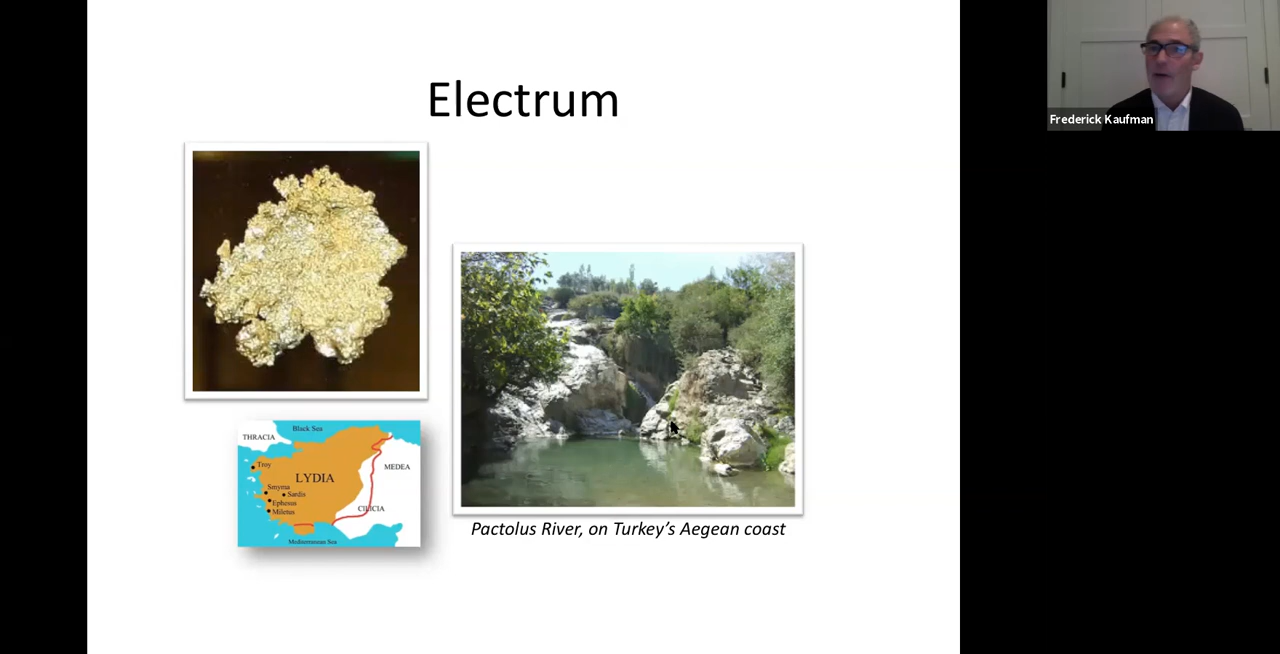 Electrum
Frederick Kaufman
Black Sea
THRACIA
Troy
MEDEA
LYDIA
Smyrna
Sardis
Ephesus
CILICIA
Miletus
Mediterranean Sea
Pactolus River, on Turkey's Aegean coast